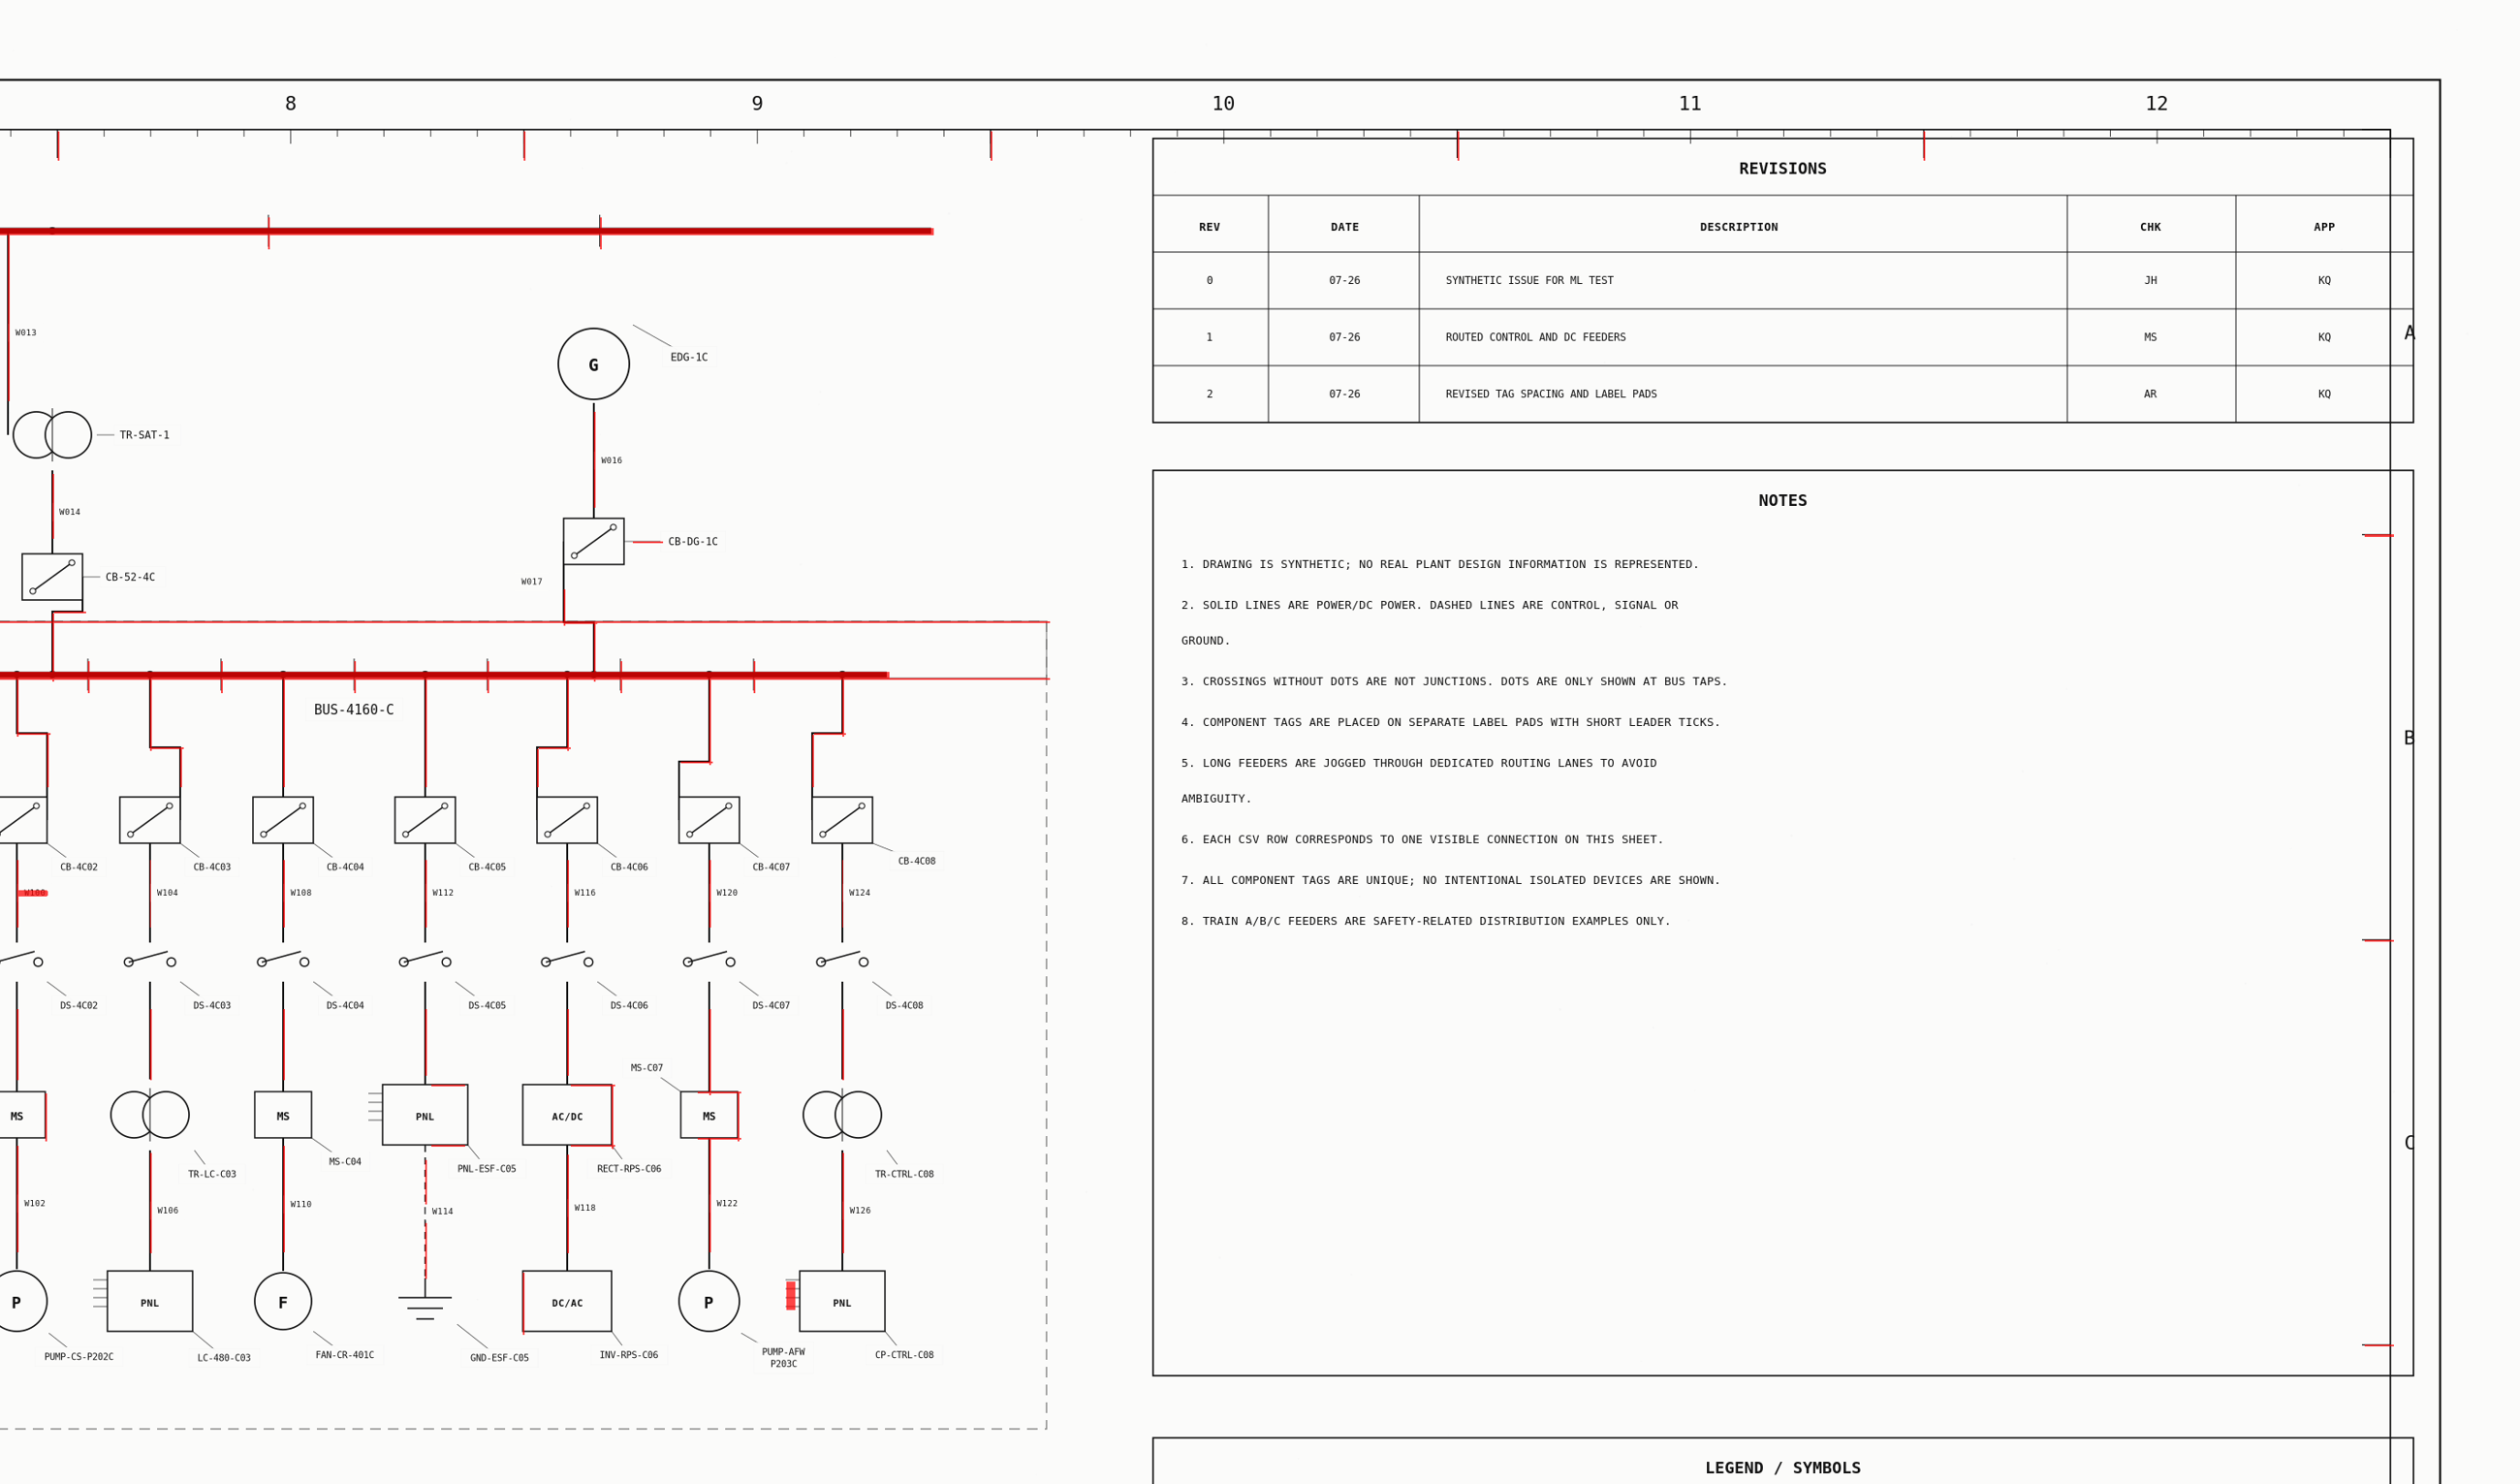 8 9 10 11 12
REVISIONS
REV DATE DESCRIPTION CHK APP
0 07-26 SYNTHETIC ISSUE FOR ML TEST JH KQ
1 07-26 ROUTED CONTROL AND DC FEEDERS MS KQ
2 07-26 REVISED TAG SPACING AND LABEL PADS AR KQ
A
W013
G
EDG-1C
TR-SAT-1
W016
W014
CB-DG-1C
CB-52-4C
W017
BUS-4160-C
CB-4C02 CB-4C03 CB-4C04 CB-4C05 CB-4C06 CB-4C07 CB-4C08
W100 W104 W108 W112 W116 W120 W124
DS-4C02 DS-4C03 DS-4C04 DS-4C05 DS-4C06 DS-4C07 DS-4C08
MS-C07
MS MS PNL AC/DC MS
TR-LC-C03 MS-C04 PNL-ESF-C05 RECT-RPS-C06 TR-CTRL-C08
W102 W106 W110 W114 W118 W122 W126
P PNL F DC/AC P PNL
PUMP-CS-P202C LC-480-C03 FAN-CR-401C GND-ESF-C05 INV-RPS-C06 PUMP-AFW CP-CTRL-C08
P203C
NOTES
1. DRAWING IS SYNTHETIC; NO REAL PLANT DESIGN INFORMATION IS REPRESENTED.
2. SOLID LINES ARE POWER/DC POWER. DASHED LINES ARE CONTROL, SIGNAL OR
GROUND.
3. CROSSINGS WITHOUT DOTS ARE NOT JUNCTIONS. DOTS ARE ONLY SHOWN AT BUS TAPS.
4. COMPONENT TAGS ARE PLACED ON SEPARATE LABEL PADS WITH SHORT LEADER TICKS.
5. LONG FEEDERS ARE JOGGED THROUGH DEDICATED ROUTING LANES TO AVOID
AMBIGUITY.
6. EACH CSV ROW CORRESPONDS TO ONE VISIBLE CONNECTION ON THIS SHEET.
7. ALL COMPONENT TAGS ARE UNIQUE; NO INTENTIONAL ISOLATED DEVICES ARE SHOWN.
8. TRAIN A/B/C FEEDERS ARE SAFETY-RELATED DISTRIBUTION EXAMPLES ONLY.
B
C
LEGEND / SYMBOLS